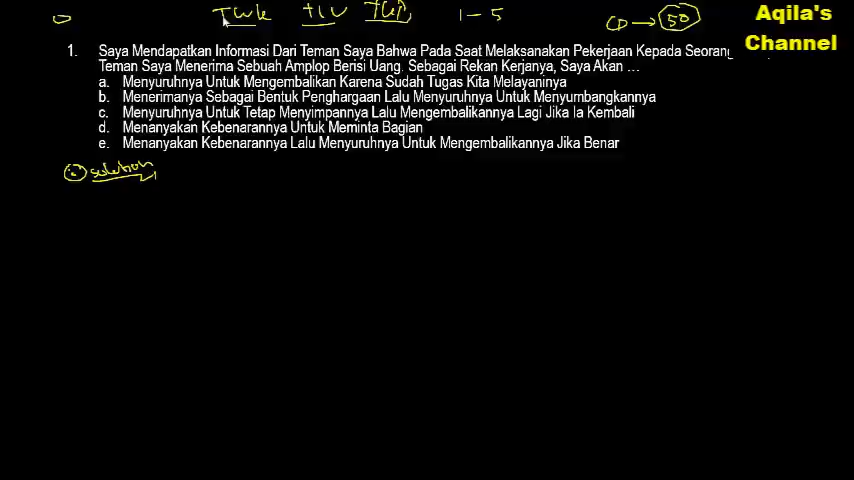 TWK TIU TKP 1-5 CD → 50
Aqila's
Channel
1. Saya Mendapatkan Informasi Dari Teman Saya Bahwa Pada Saat Melaksanakan Pekerjaan Kepada Seorang
Teman Saya Menerima Sebuah Amplop Berisi Uang. Sebagai Rekan Kerjanya, Saya Akan ...
a. Menyuruhnya Untuk Mengembalikan Karena Sudah Tugas Kita Melayaninya
b. Menerimanya Sebagai Bentuk Penghargaan Lalu Menyuruhnya Untuk Menyumbangkannya
c. Menyuruhnya Untuk Tetap Menyimpannya Lalu Mengembalikannya Lagi Jika Ia Kembali
d. Menanyakan Kebenarannya Untuk Meminta Bagian
e. Menanyakan Kebenarannya Lalu Menyuruhnya Untuk Mengembalikannya Jika Benar
solution